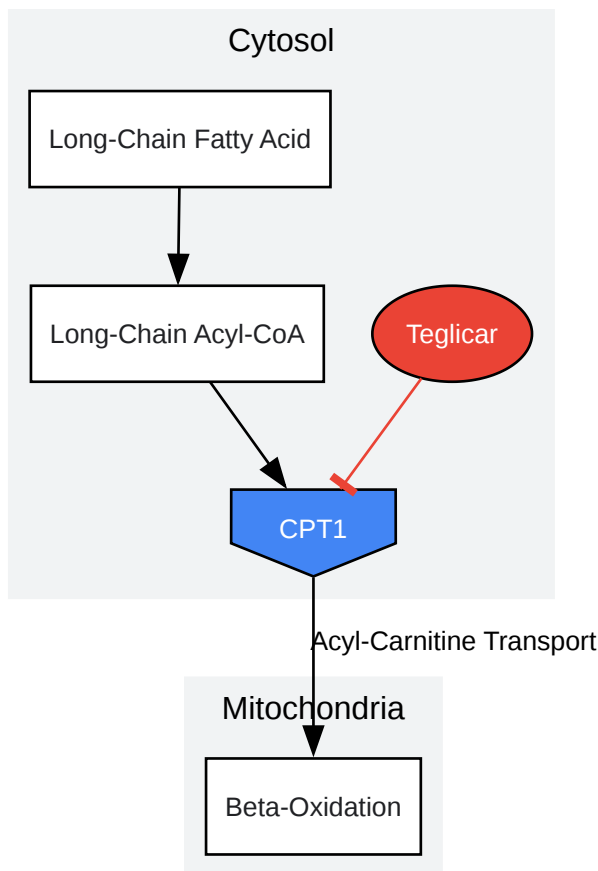 Cytosol
Long-Chain Fatty Acid
Long-Chain Acyl-CoA
Teglicar
CPT1
Acyl-Carnitine Transport
Mitochondria
Beta-Oxidation